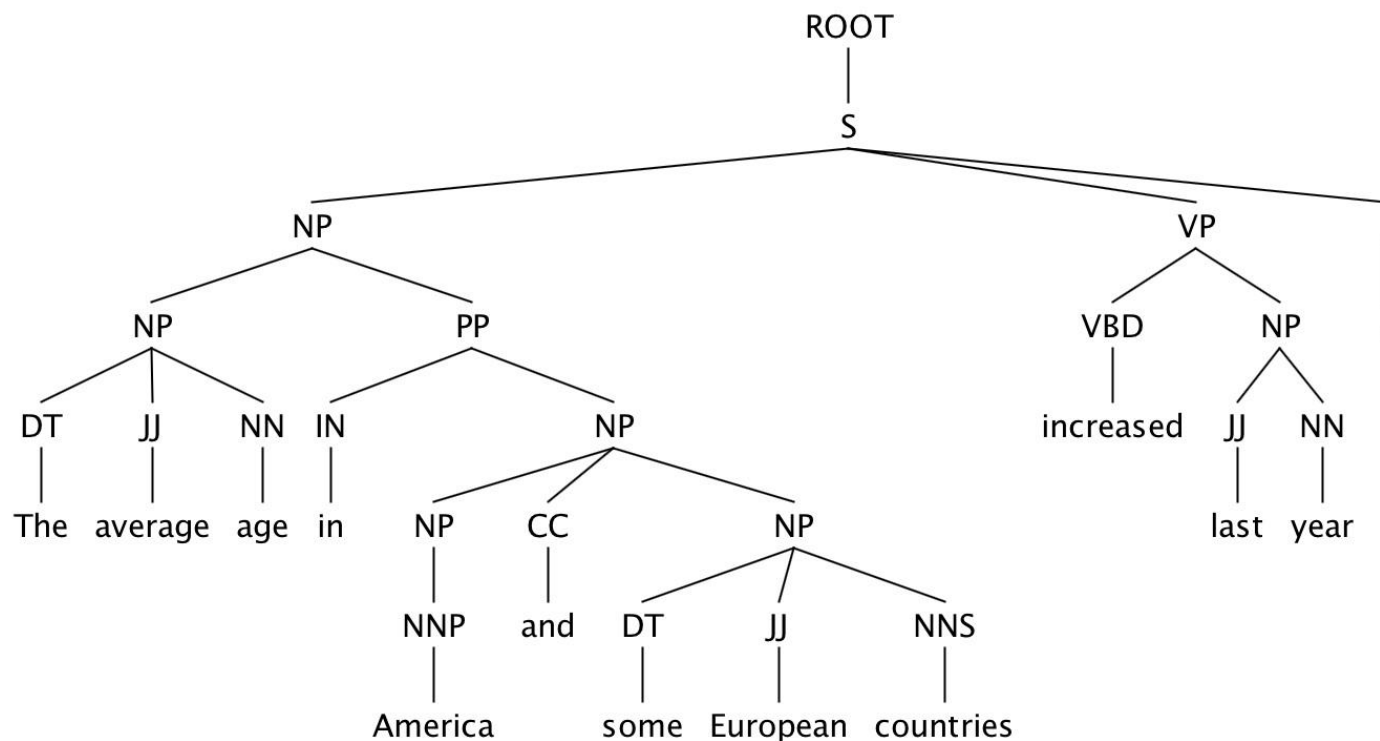 ROOT
S
NP VP
NP PP VBD NP
DT JJ NN IN NP increased JJ NN
The average age in NP CC NP last year
NNP and DT JJ NNS
America some European countries